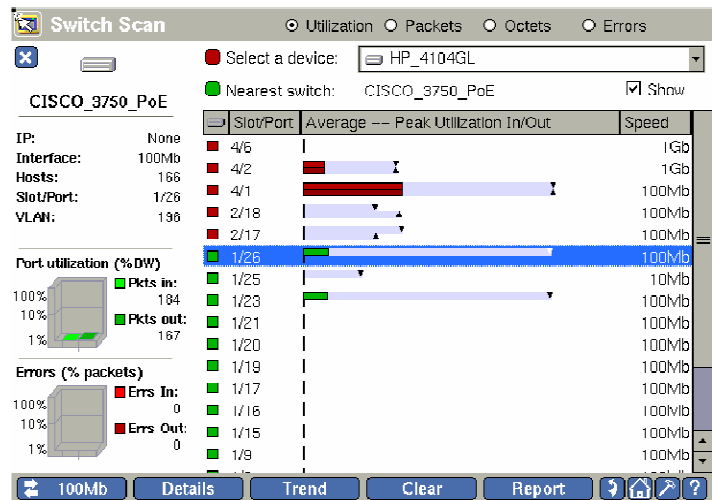 Switch Scan
Utilization Packets Octets Errors
Select a device: HP_4104GL
Nearest switch: CISCO_3750_PoE Show
CISCO_3750_PoE
IP: None
Interface: 100Mb
Hosts: 166
Slot/Port: 1/26
VLAN: 196
Port utilization (%BW)
Pkts in:
184
Pkts out:
167
100%
10%
1%
Errors (% packets)
Errs In:
0
Errs Out:
0
100%
10%
1%
Slot/Port Average -- Peak Utilization In/Out Speed
4/6 1Gb
4/2 1Gb
4/1 100Mb
2/18 100Mb
2/17 100Mb
1/26 100Mb
1/25 10Mb
1/23 100Mb
1/21 100Mb
1/20 100Mb
1/19 100Mb
1/17 100Mb
1/16 100Mb
1/15 100Mb
1/9 100Mb
100Mb Details Trend Clear Report ?